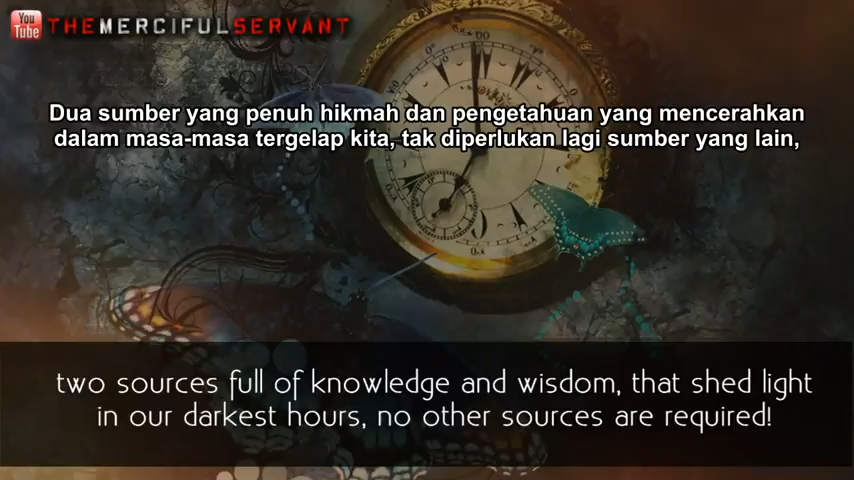 You
Tube THEMERCIFULSERVANT
Dua sumber yang penuh hikmah dan pengetahuan yang mencerahkan
dalam masa-masa tergelap kita, tak diperlukan lagi sumber yang lain,
two sources full of knowledge and wisdom, that shed light
in our darkest hours, no other sources are required!